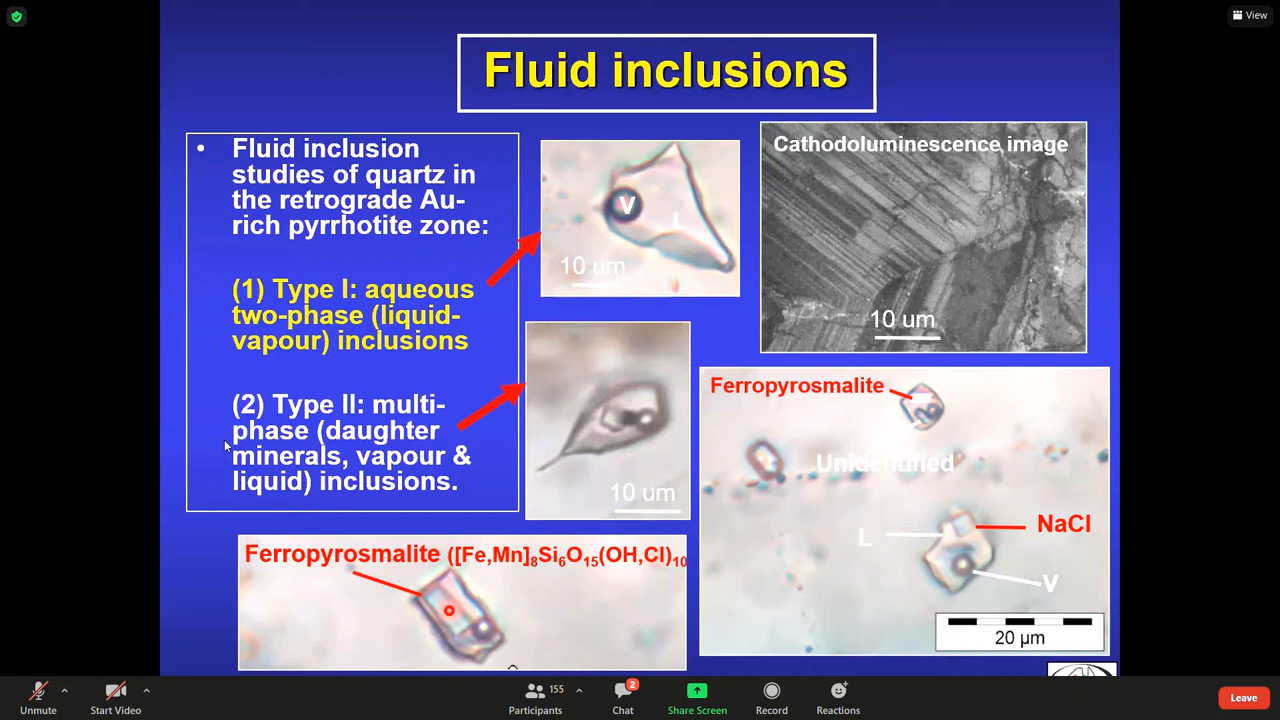 View
Fluid inclusions
• Fluid inclusion
studies of quartz in
the retrograde Au-
rich pyrrhotite zone:
(1) Type I: aqueous
two-phase (liquid-
vapour) inclusions
(2) Type II: multi-
phase (daughter
minerals, vapour &
liquid) inclusions.
V
L
10 um
10 um
Cathodoluminescence image
10 um
Ferropyrosmalite
Unidentified
NaCl
L
V
20 µm
Ferropyrosmalite ([Fe,Mn]8Si6O15(OH,Cl)10
Unmute
Start Video
155
Participants
2
Chat
Share Screen
Record
Reactions
Leave